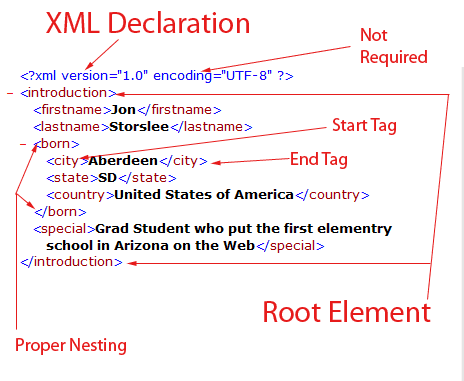 XML Declaration
Not
Required
<?xml version="1.0" encoding="UTF-8" ?>
– <introduction>
<firstname>Jon</firstname>
<lastname>Storslee</lastname>
Start Tag
– <born>
<city>Aberdeen</city>
End Tag
<state>SD</state>
<country>United States of America</country>
</born>
<special>Grad Student who put the first elementry
school in Arizona on the Web</special>
</introduction>
Root Element
Proper Nesting